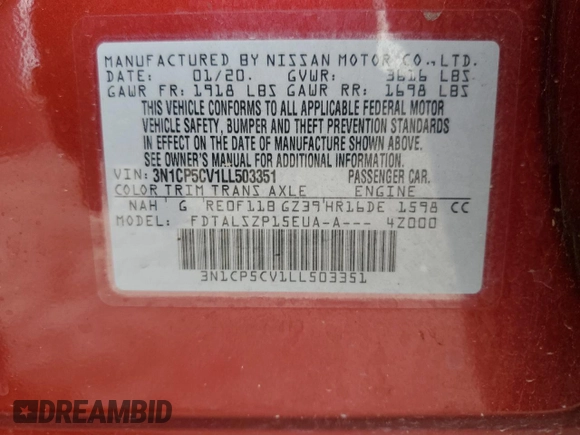 MANUFACTURED BY NISSAN MOTOR CO., LTD.
DATE: 01/20. GVWR: 3616 LBS
GAWR FR: 1918 LBS GAWR RR: 1698 LBS
THIS VEHICLE CONFORMS TO ALL APPLICABLE FEDERAL MOTOR
VEHICLE SAFETY, BUMPER AND THEFT PREVENTION STANDARDS
IN EFFECT ON THE DATE OF MANUFACTURE SHOWN ABOVE.
SEE OWNER'S MANUAL FOR ADDITIONAL INFORMATION
VIN: 3N1CP5CV1LL503351 PASSENGER CAR.
COLOR TRIM TRANS AXLE ENGINE
NAH G RE0F11B GZ39 HR16DE 1598 CC
MODEL: FDTALSZP15EUA-A--- 4Z000
3N1CP5CV1LL503351
DREAMBID